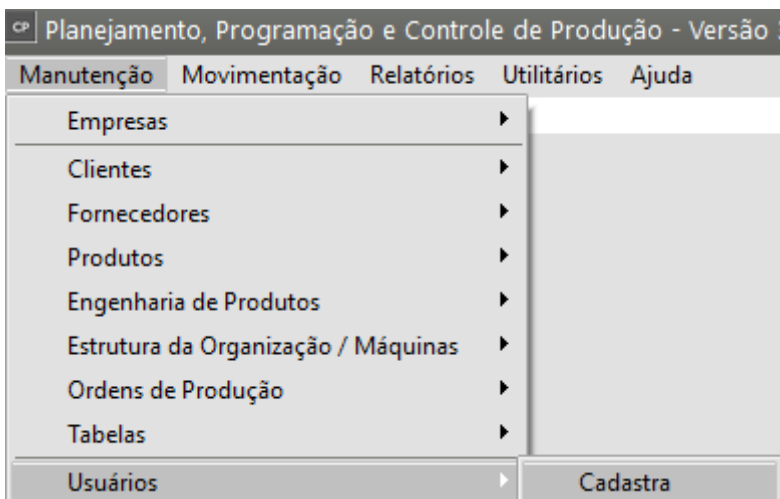 CP Planejamento, Programação e Controle de Produção - Versão
Manutenção Movimentação Relatórios Utilitários Ajuda
Empresas
Clientes
Fornecedores
Produtos
Engenharia de Produtos
Estrutura da Organização / Máquinas
Ordens de Produção
Tabelas
Usuários Cadastra